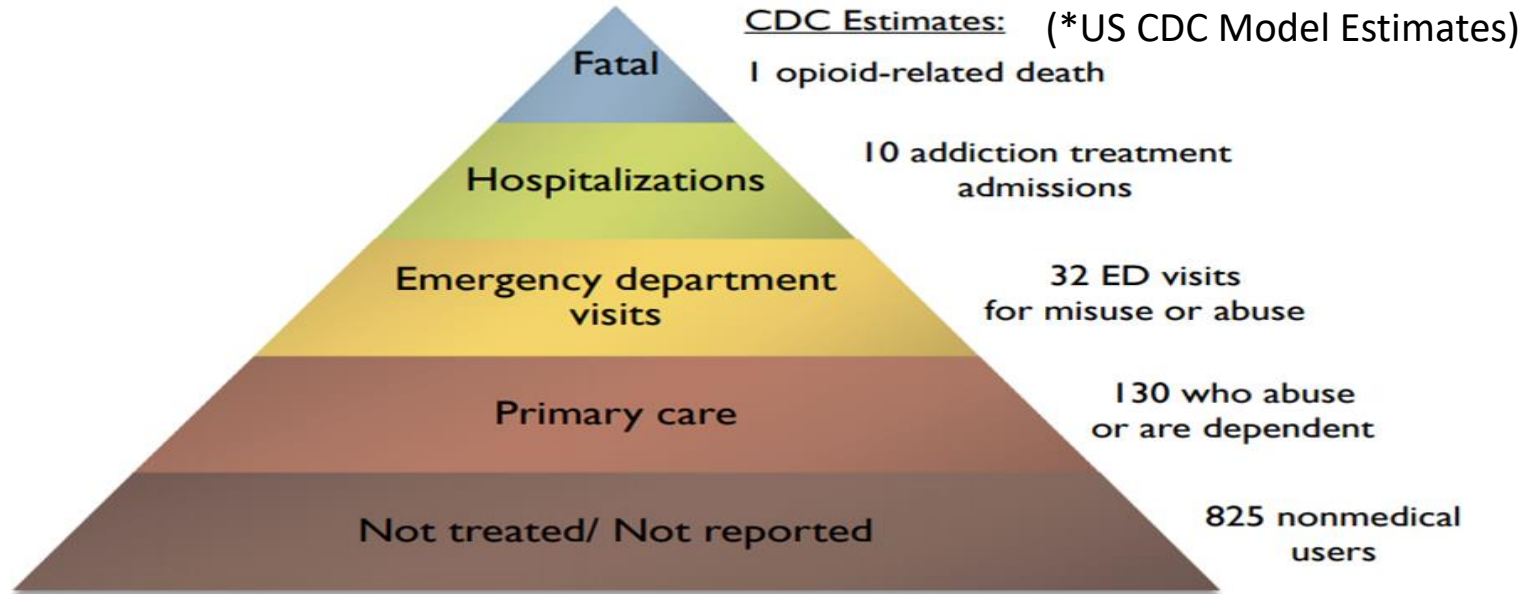 CDC Estimates: (*US CDC Model Estimates)
Fatal
1 opioid-related death
Hospitalizations
10 addiction treatment
admissions
Emergency department
visits
32 ED visits
for misuse or abuse
Primary care
130 who abuse
or are dependent
Not treated/ Not reported
825 nonmedical
users